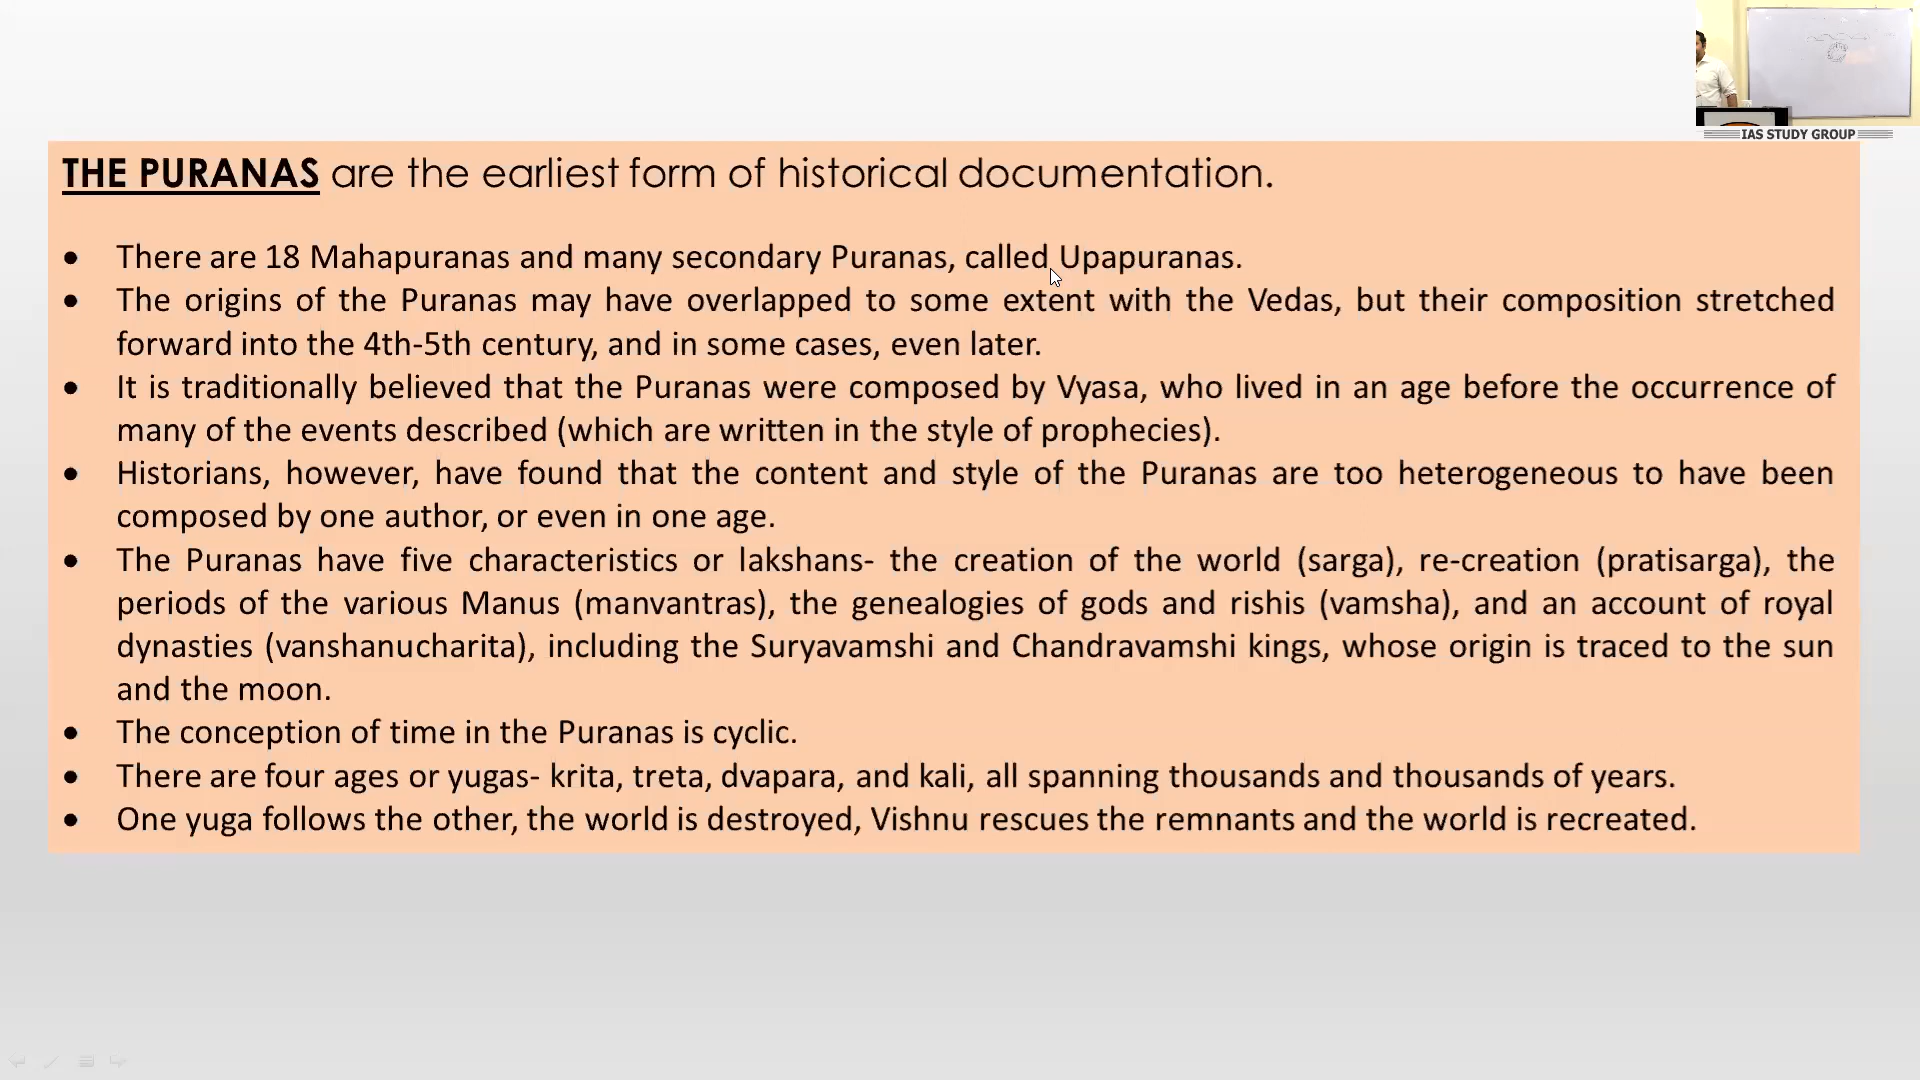 IAS STUDY GROUP
THE PURANAS are the earliest form of historical documentation.
• There are 18 Mahapuranas and many secondary Puranas, called Upapuranas.
• The origins of the Puranas may have overlapped to some extent with the Vedas, but their composition stretched
forward into the 4th-5th century, and in some cases, even later.
• It is traditionally believed that the Puranas were composed by Vyasa, who lived in an age before the occurrence of
many of the events described (which are written in the style of prophecies).
• Historians, however, have found that the content and style of the Puranas are too heterogeneous to have been
composed by one author, or even in one age.
• The Puranas have five characteristics or lakshans- the creation of the world (sarga), re-creation (pratisarga), the
periods of the various Manus (manvantras), the genealogies of gods and rishis (vamsha), and an account of royal
dynasties (vanshanucharita), including the Suryavamshi and Chandravamshi kings, whose origin is traced to the sun
and the moon.
• The conception of time in the Puranas is cyclic.
• There are four ages or yugas- krita, treta, dvapara, and kali, all spanning thousands and thousands of years.
• One yuga follows the other, the world is destroyed, Vishnu rescues the remnants and the world is recreated.